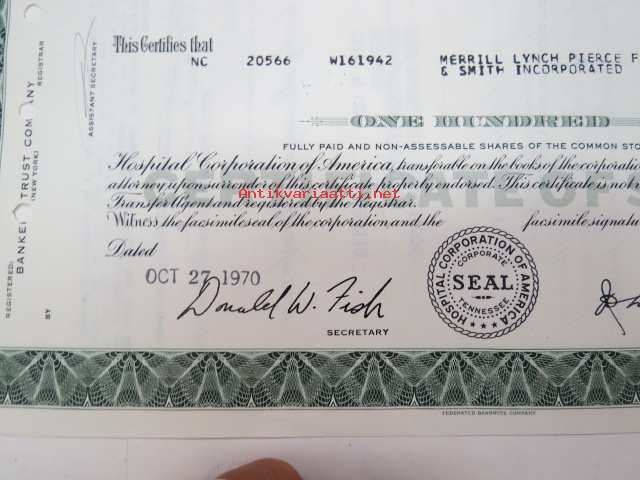 This Certifies that
NC 20566 W161942 MERRILL LYNCH PIERCE F
& SMITH INCORPORATED
ONE HUNDRED
FULLY PAID AND NON-ASSESSABLE SHARES OF THE COMMON STO
Hospital Corporation of America, transferable on the books of the corporation
attorney upon surrender of this certificate properly endorsed. This certificate is not v
Transfer Agent and registered by the Registrar.
Witness the facsimile seal of the corporation and the facsimile signatur
Dated
OCT 27 1970
Donald W. Fish
SECRETARY
HOSPITAL CORPORATION OF AMERICA
CORPORATE
SEAL
TENNESSEE
FEDERATED BANKNOTE COMPANY
REGISTERED:
BANKE TRUST COM ANY
(NEW YORK)
REGISTRAR
BY
ASSISTANT SECRETARY
Antikvariaatti.net